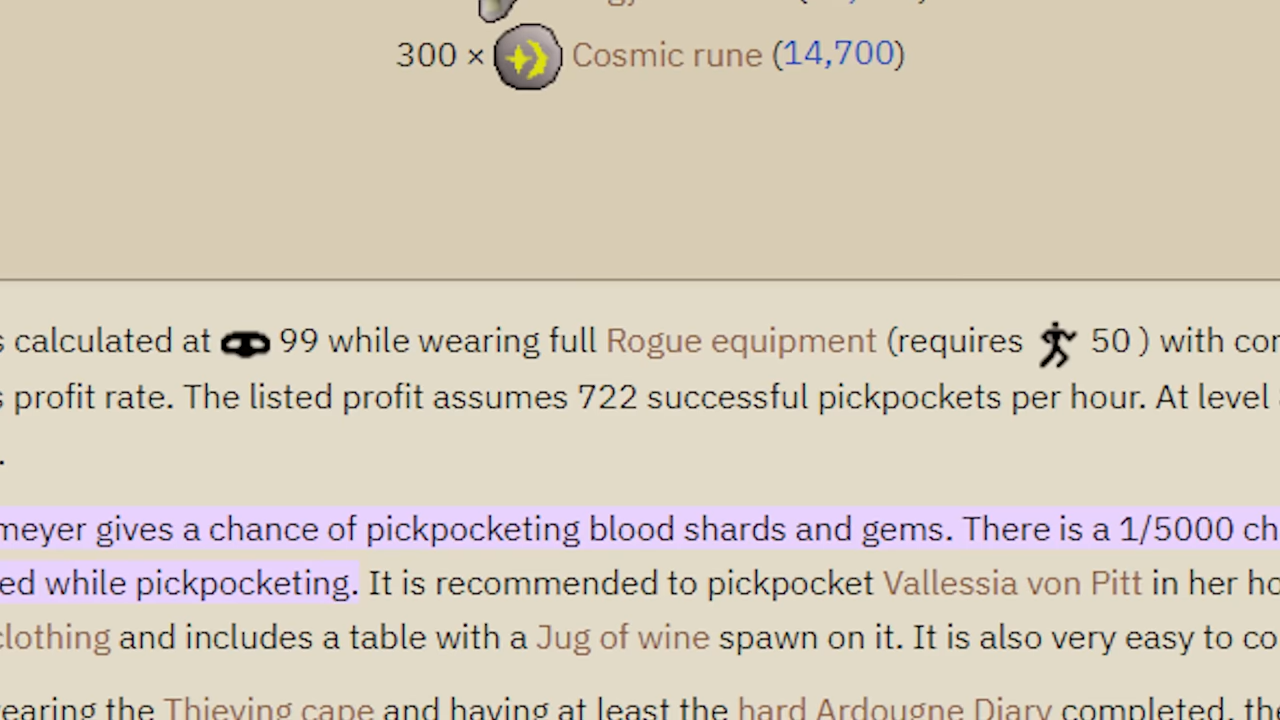 300 × Cosmic rune (14,700)
s calculated at 99 while wearing full Rogue equipment (requires 50 ) with con
s profit rate. The listed profit assumes 722 successful pickpockets per hour. At level
.
meyer gives a chance of pickpocketing blood shards and gems. There is a 1/5000 ch
ed while pickpocketing. It is recommended to pickpocket Vallessia von Pitt in her ho
clothing and includes a table with a Jug of wine spawn on it. It is also very easy to co
earing the Thieving cape and having at least the hard Ardougne Diary completed, the